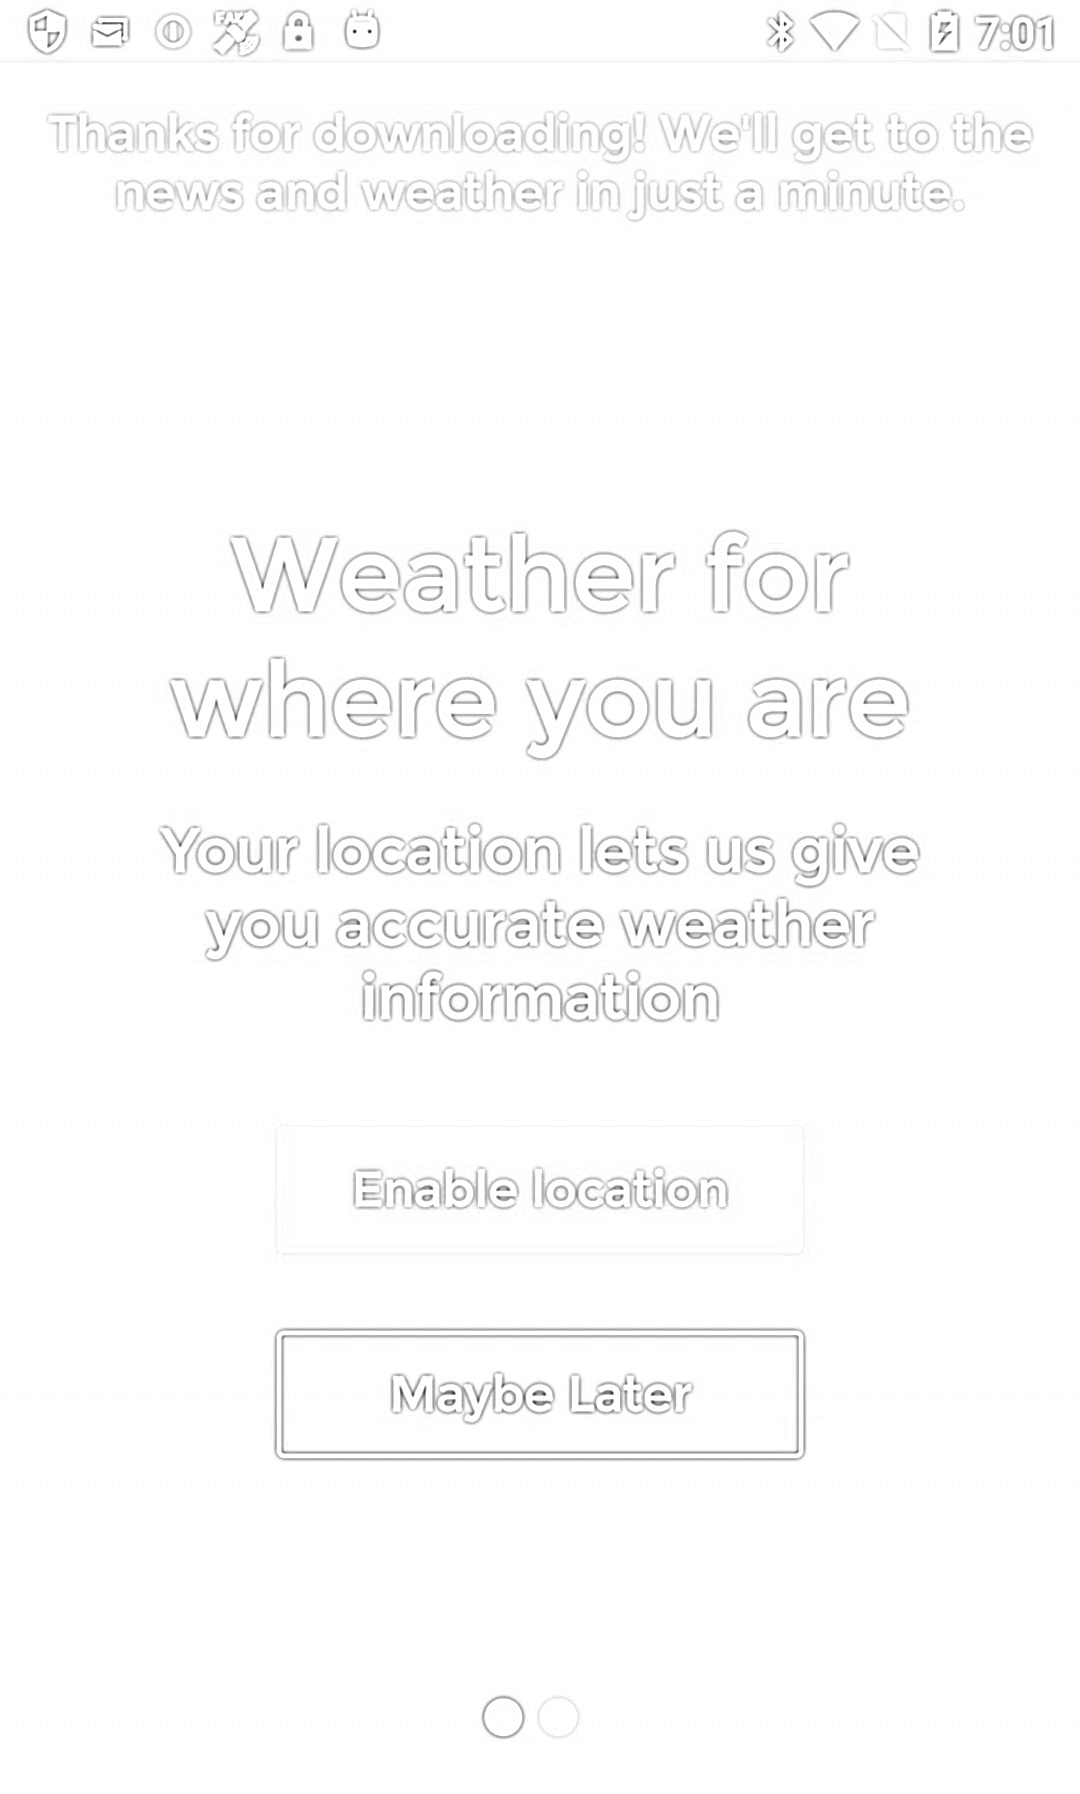 7:01
Thanks for downloading! We'll get to the
news and weather in just a minute.
Weather for
where you are
Your location lets us give
you accurate weather
information
Enable location
Maybe Later